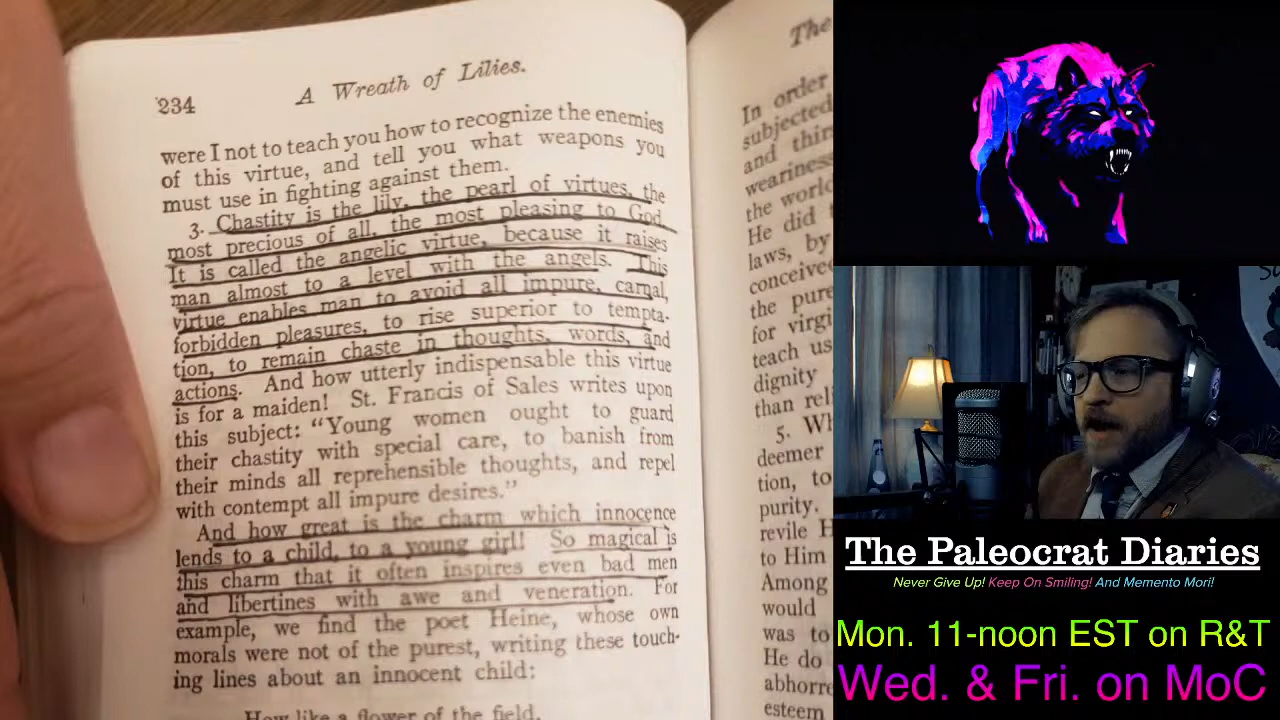 234 A Wreath of Lilies.
were I not to teach you how to recognize the enemies
of this virtue, and tell you what weapons you
must use in fighting against them.
3. Chastity is the lily, the pearl of virtues, the
most precious of all, the most pleasing to God.
It is called the angelic virtue, because it raises
man almost to a level with the angels. This
virtue enables man to avoid all impure, carnal,
forbidden pleasures, to rise superior to tempta-
tion, to remain chaste in thoughts, words, and
actions. And how utterly indispensable this virtue
is for a maiden! St. Francis of Sales writes upon
this subject: "Young women ought to guard
their chastity with special care, to banish from
their minds all reprehensible thoughts, and repel
with contempt all impure desires."
And how great is the charm which innocence
lends to a child, to a young girl! So magical is
this charm that it often inspires even bad men
and libertines with awe and veneration. For
example, we find the poet Heine, whose own
morals were not of the purest, writing these touch-
ing lines about an innocent child:
How like a flower of the field,
The
In order
subjected
and
weariness
the world
He did
laws, by
conceived
the pure
for
teach us
dignity
than
5.
deemer
tion, to
purity.
revile
to Him
Among
would
was to
He do
esteem
The Paleocrat Diaries
Never Give Up! Keep On Smiling! And Memento Mori!
Mon. 11-noon EST on R&T
Wed. & Fri. on MoC